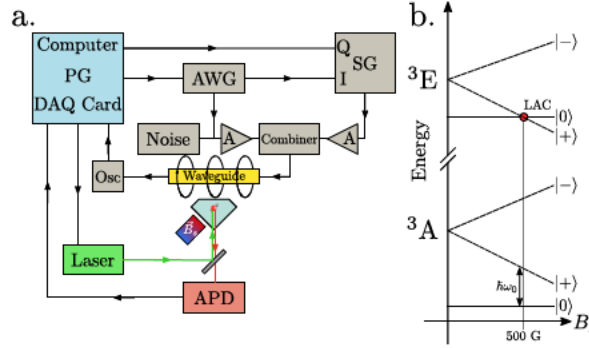 a.
Computer
PG
DAQ Card
AWG
Q
SG
I
Noise
A
Combiner
A
Osc
Waveguide
Laser
APD
b.
Energy
³E
|−⟩
LAC
|0⟩
|+⟩
³A
|−⟩
ħω₀
|+⟩
|0⟩
B
500 G